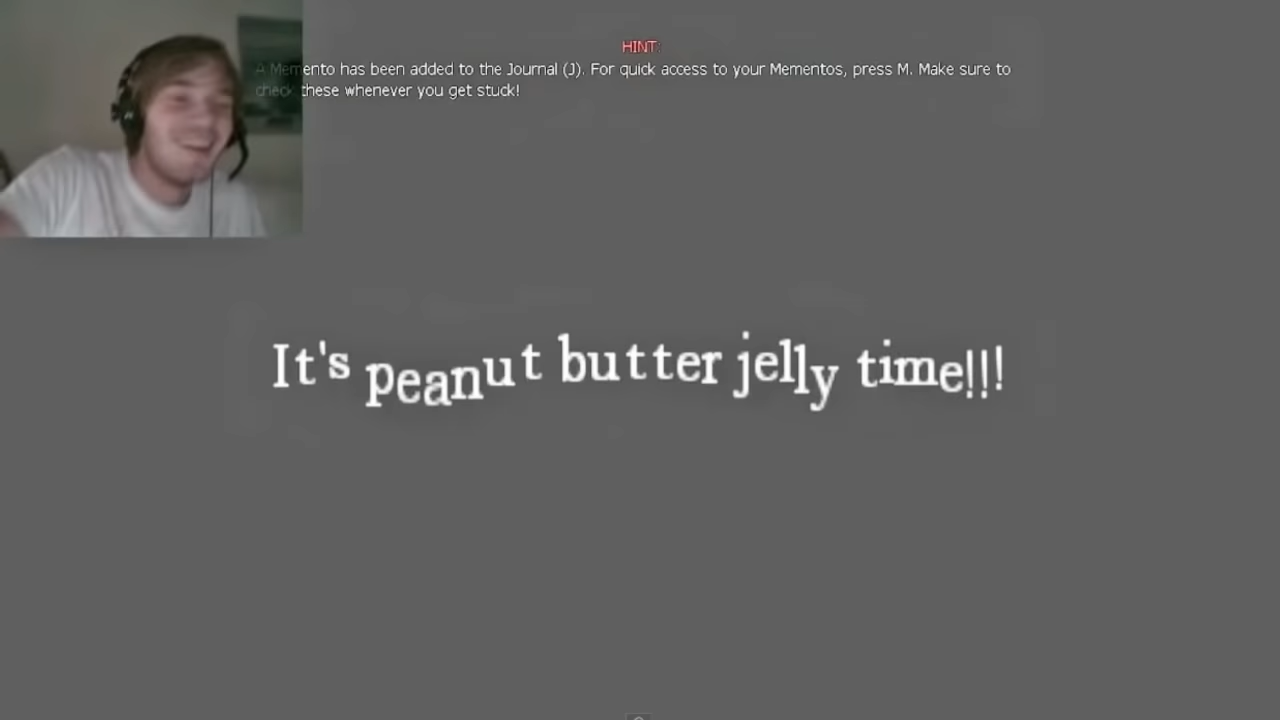 HINT:
A Memento has been added to the Journal (J). For quick access to your Mementos, press M. Make sure to
check these whenever you get stuck!
It's peanut butter jelly time!!!